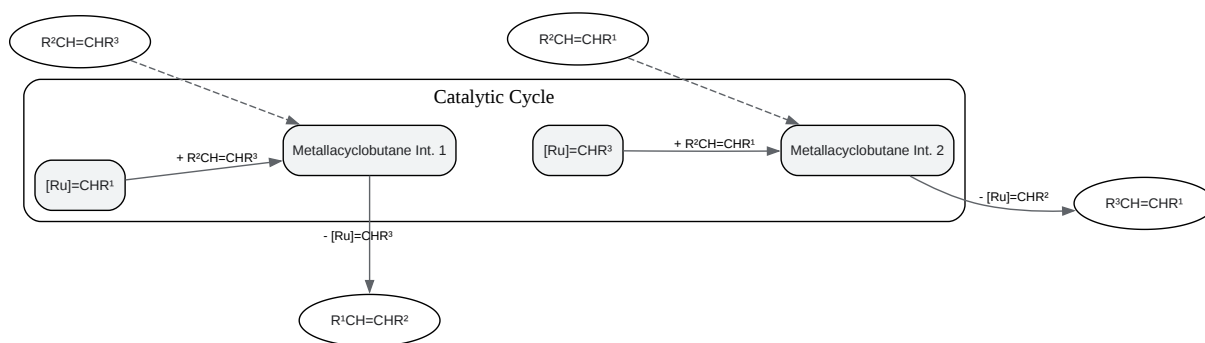 R²CH=CHR³
R²CH=CHR¹
Catalytic Cycle
[Ru]=CHR¹
+ R²CH=CHR³
Metallacyclobutane Int. 1
[Ru]=CHR³
+ R²CH=CHR¹
Metallacyclobutane Int. 2
- [Ru]=CHR²
R³CH=CHR¹
- [Ru]=CHR³
R¹CH=CHR²